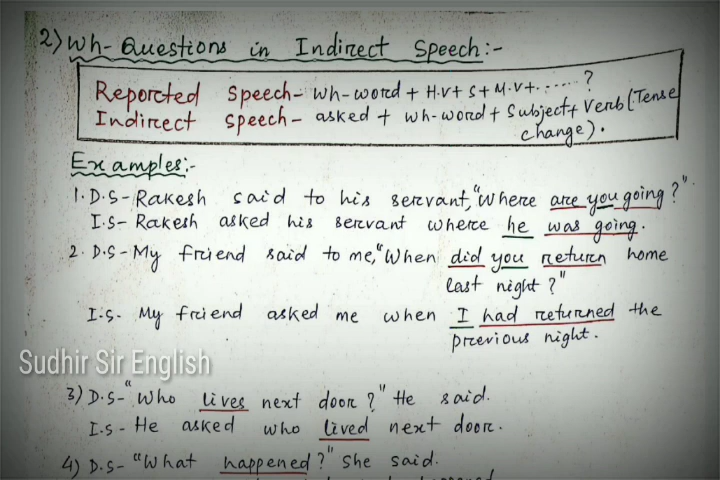 2) Wh-Questions in Indirect Speech:-
Reported Speech- Wh-word + H.V + S + M.V +......?
Indirect speech- asked + wh-word + Subject + Verb (Tense
change).
Examples:-
1. D.S- Rakesh said to his servant, "Where are you going?"
I.S- Rakesh asked his servant where he was going.
2. D.S- My friend said to me, "When did you return home
last night?"
I.S- My friend asked me when I had returned the
previous night.
Sudhir Sir English
3) D.S- "Who lives next door?" He said.
I.S- He asked who lived next door.
4) D.S- "What happened?" She said.